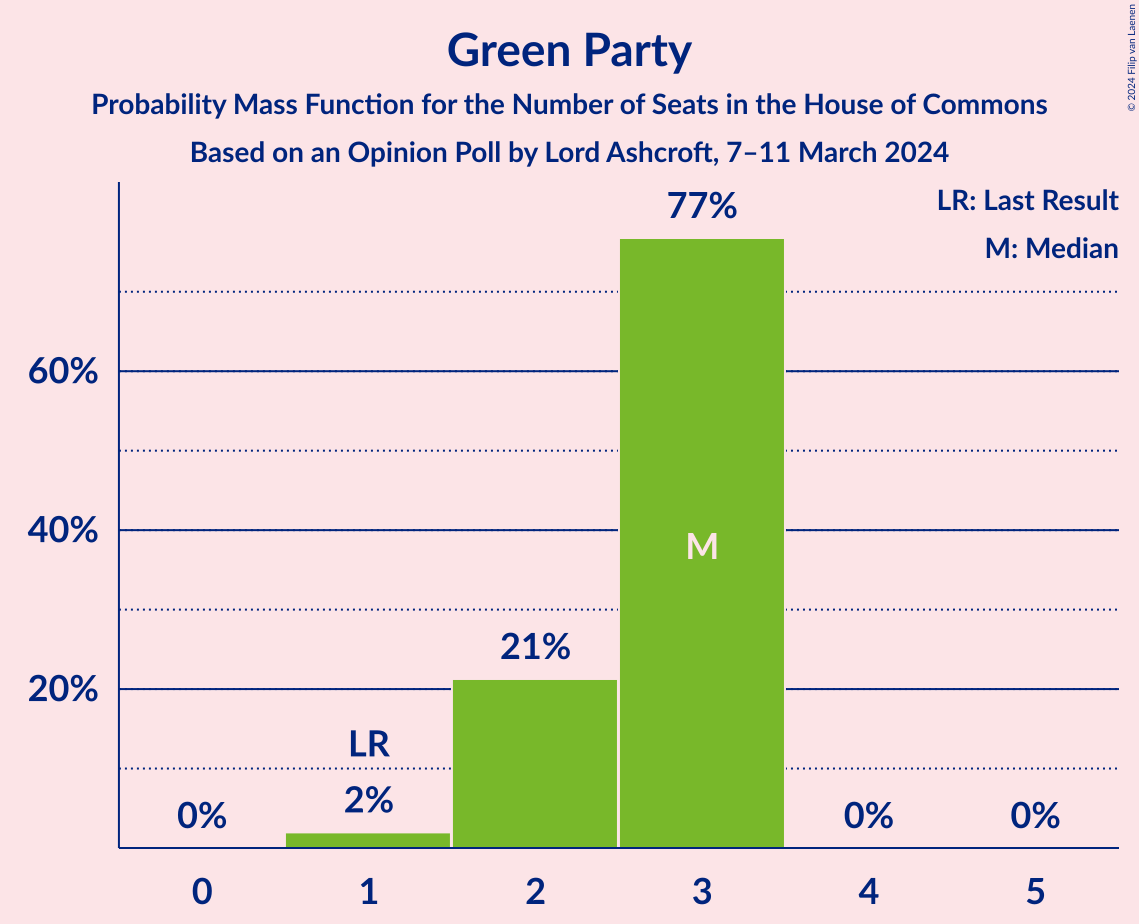 Green Party
Probability Mass Function for the Number of Seats in the House of Commons
Based on an Opinion Poll by Lord Ashcroft, 7–11 March 2024
© 2024 Filip van Laenen
LR: Last Result
M: Median
77%
60%
40%
M
21%
20%
LR
2%
0%
0%
0%
0 1 2 3 4 5